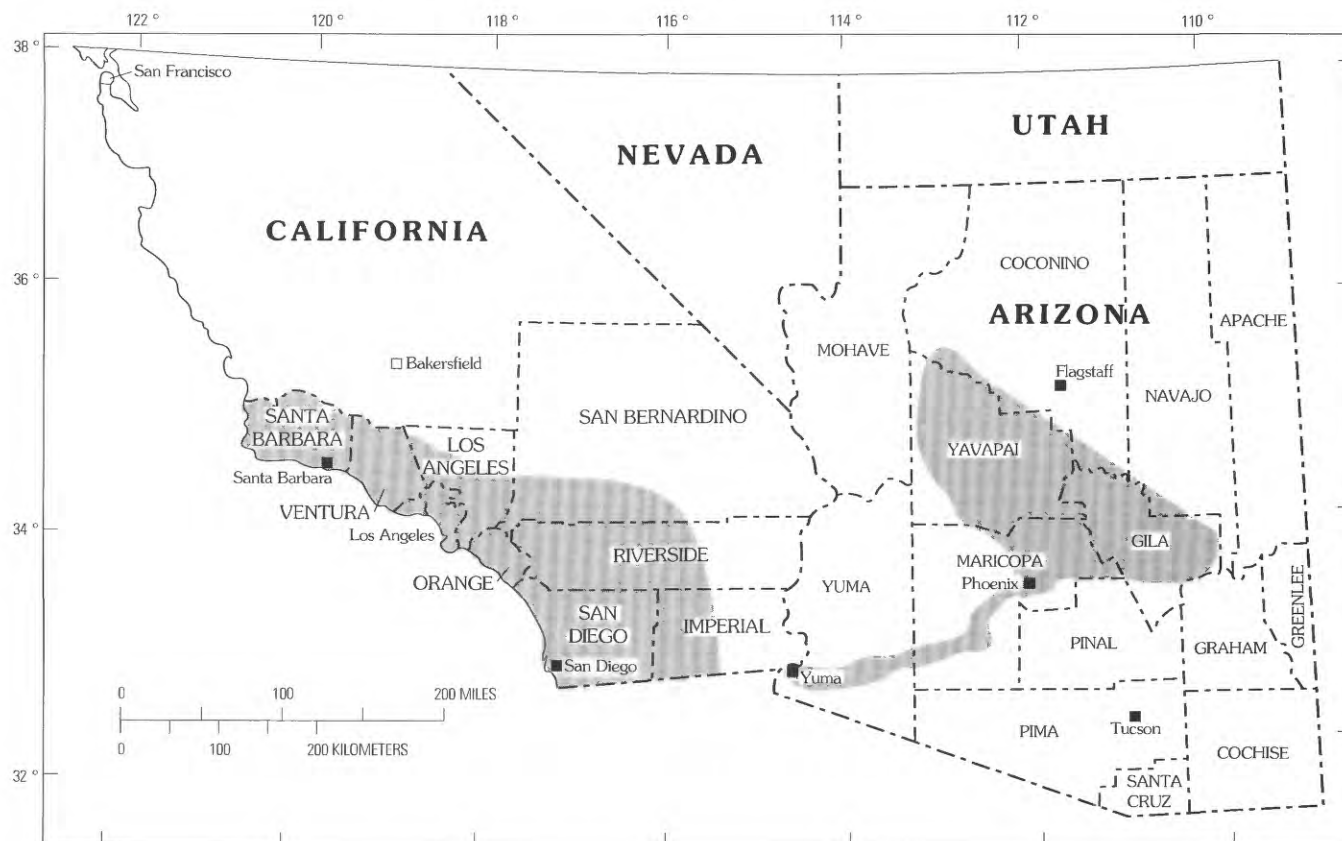 122 °
120 °
118 °
116 °
114 °
112 °
110 °
38 °
San Francisco
UTAH
NEVADA
CALIFORNIA
36 °
COCONINO
ARIZONA
APACHE
MOHAVE
Bakersfield
Flagstaff
NAVAJO
SAN BERNARDINO
SANTA
BARBARA
LOS
ANGELES
YAVAPAI
Santa Barbara
VENTURA
34 °
Los Angeles
RIVERSIDE
GILA
MARICOPA
Phoenix
ORANGE
YUMA
GREENLEE
SAN
DIEGO
IMPERIAL
PINAL
GRAHAM
San Diego
Yuma
0 100 200 MILES
0 100 200 KILOMETERS
PIMA
Tucson
COCHISE
32 °
SANTA
CRUZ